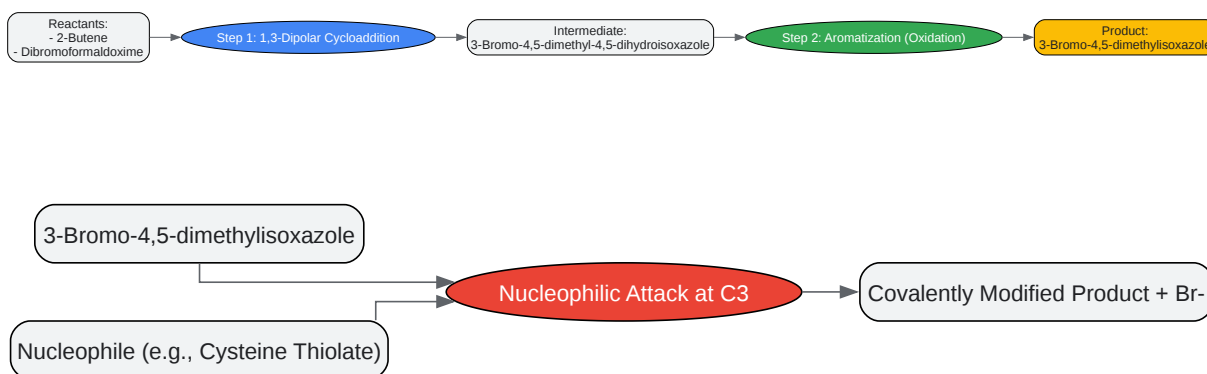 Reactants:
- 2-Butene
- Dibromoformaldoxime
Step 1: 1,3-Dipolar Cycloaddition
Intermediate:
3-Bromo-4,5-dimethyl-4,5-dihydroisoxazole
Step 2: Aromatization (Oxidation)
Product:
3-Bromo-4,5-dimethylisoxazole
3-Bromo-4,5-dimethylisoxazole
Nucleophile (e.g., Cysteine Thiolate)
Nucleophilic Attack at C3
Covalently Modified Product + Br-